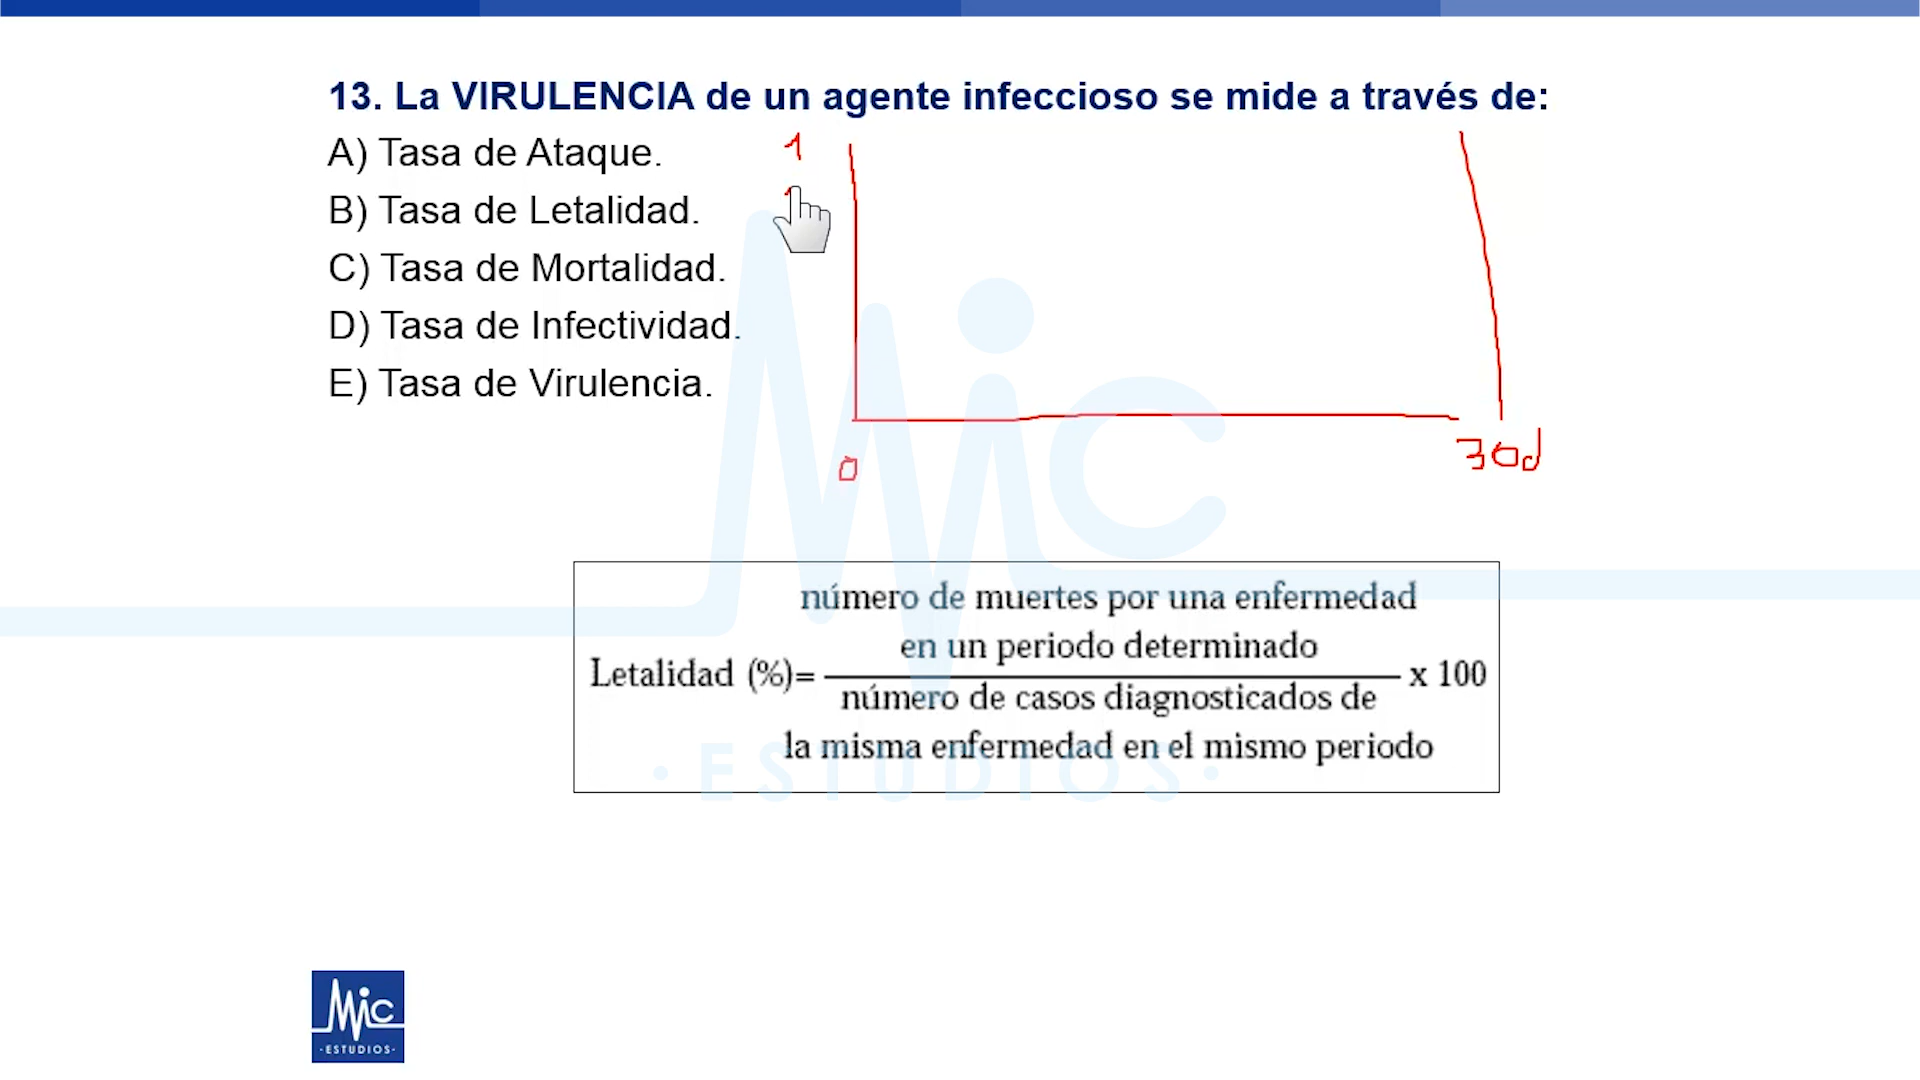 13. La VIRULENCIA de un agente infeccioso se mide a través de:
A) Tasa de Ataque.
1
B) Tasa de Letalidad.
C) Tasa de Mortalidad.
D) Tasa de Infectividad.
E) Tasa de Virulencia.
0
30d
número de muertes por una enfermedad
en un periodo determinado
Letalidad (%)= x 100
número de casos diagnosticados de
la misma enfermedad en el mismo periodo
Mic
·ESTUDIOS·
Mic
·ESTUDIOS·